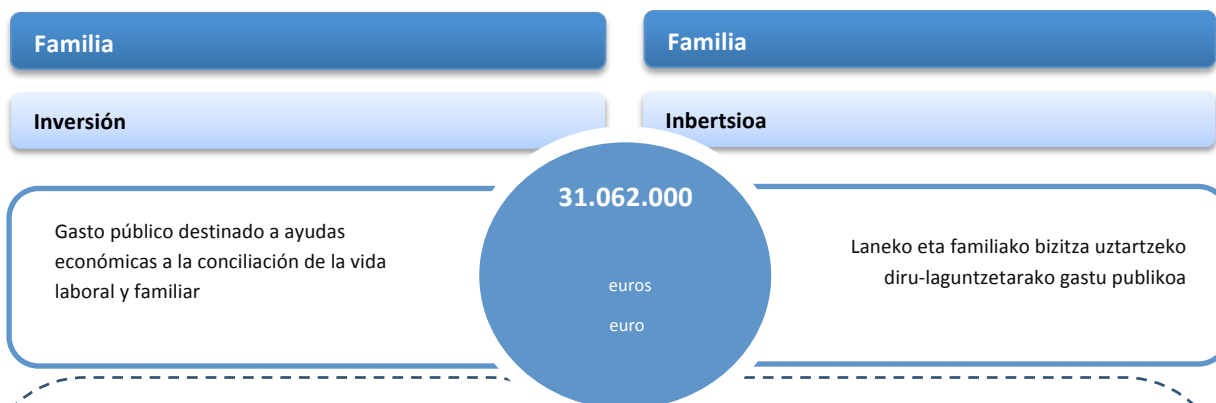 Familia
Familia
Inversión
Inbertsioa
31.062.000
euros
euro
Gasto público destinado a ayudas
económicas a la conciliación de la vida
laboral y familiar
Laneko eta familiako bizitza uztartzeko
diru-laguntzetarako gastu publikoa